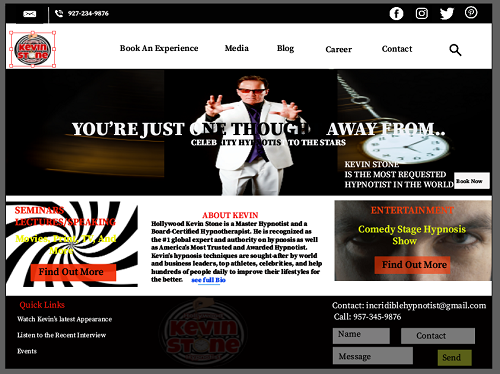 927-234-9876
KEVIN
STONE
Book An Experience Media Blog Career Contact
YOU'RE JUST ONE THOUGH AWAY FROM..
CELEBRITY HYPNOTIS TO THE STARS
KEVIN STONE
IS THE MOST REQUESTED
HYPNOTIST IN THE WORLD
Book Now
SEMINARS
LECTURES/SPEAKING
Movies, Print, TV, And
More
Find Out More
ABOUT KEVIN
Hollywood Kevin Stone is a Master Hypnotist and a
Board-Certified Hypnotherapist. He is recognized as
the #1 global expert and authority on hypnosis as well
as America's Most Trusted and Awarded Hypnotist.
Kevin's hypnosis techniques are sought-after by world
and business leaders, top athletes, celebrities, and help
hundreds of people daily to improve their lifestyles for
the better. see full Bio
ENTERTAINMENT
Comedy Stage Hypnosis
Show
Find Out More
Quick Links
Watch Kevin's latest Appearance
Listen to the Recent Interview
Events
KEVIN
STONE
Contact: incridiblehypnotist@gmail.com
Call: 957-345-9876
Name Contact
Message Send